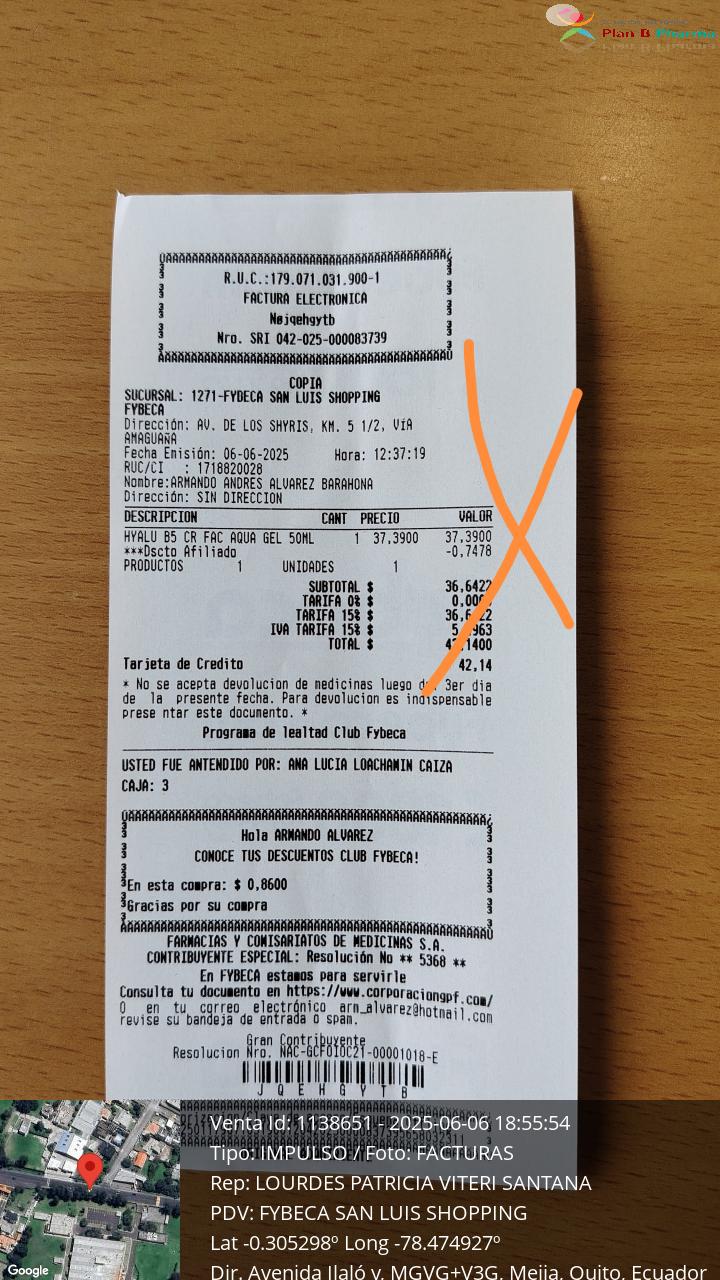 Plan B Pharma
R.U.C.:179.071.031.900-1
FACTURA ELECTRONICA
Nøjqehgytb
Nro. SRI 042-025-000083739
COPIA
SUCURSAL: 1271-FYBECA SAN LUIS SHOPPING
FYBECA
Dirección: AV. DE LOS SHYRIS, KM. 5 1/2, VÍA
AMAGUAÑA
Fecha Emisión: 06-06-2025 Hora: 12:37:19
RUC/CI : 1718820028
Nombre:ARMANDO ANDRES ALVAREZ BARAHONA
Dirección: SIN DIRECCION
DESCRIPCION CANT PRECIO VALOR
HYALU B5 CR FAC AQUA GEL 50ML 1 37,3900 37,3900
***Dscto Afiliado -0,7478
PRODUCTOS 1 UNIDADES 1
SUBTOTAL $ 36,6422
TARIFA 0% $
TARIFA 15% $
IVA TARIFA 15% $
TOTAL $
Tarjeta de Credito 42,14
* No se acepta devolucion de medicinas luego 3er dia
de la presente fecha. Para devolucion es indispensable
prese ntar este documento. *
Programa de lealtad Club Fybeca
USTED FUE ANTENDIDO POR: ANA LUCIA LOACHAMIN CAIZA
CAJA: 3
Hola ARMANDO ALVAREZ
CONOCE TUS DESCUENTOS CLUB FYBECA!
En esta compra: $ 0,8600
Gracias por su compra
FARMACIAS Y COMISARIATOS DE MEDICINAS S.A.
CONTRIBUYENTE ESPECIAL: Resolución No ** 5368 **
En FYBECA estamos para servirle
Consulta tu documento en https://www.corporaciongpf.com/
O en tu correo electrónico arn_alvarez@hotmail.com
revise su bandeja de entrada o spam.
Gran Contribuyente
Resolucion Nro. NAC-GCFOIOC21-00001018-E
J Q E H G Y T B
Venta Id: 1138651 - 2025-06-06 18:55:54
Tipo: IMPULSO / Foto: FACTURAS
Rep: LOURDES PATRICIA VITERI SANTANA
PDV: FYBECA SAN LUIS SHOPPING
Lat -0.305298º Long -78.474927º
Dir. Avenida Ilaló y, MGVG+V3G, Mejia, Quito, Ecuador
Google